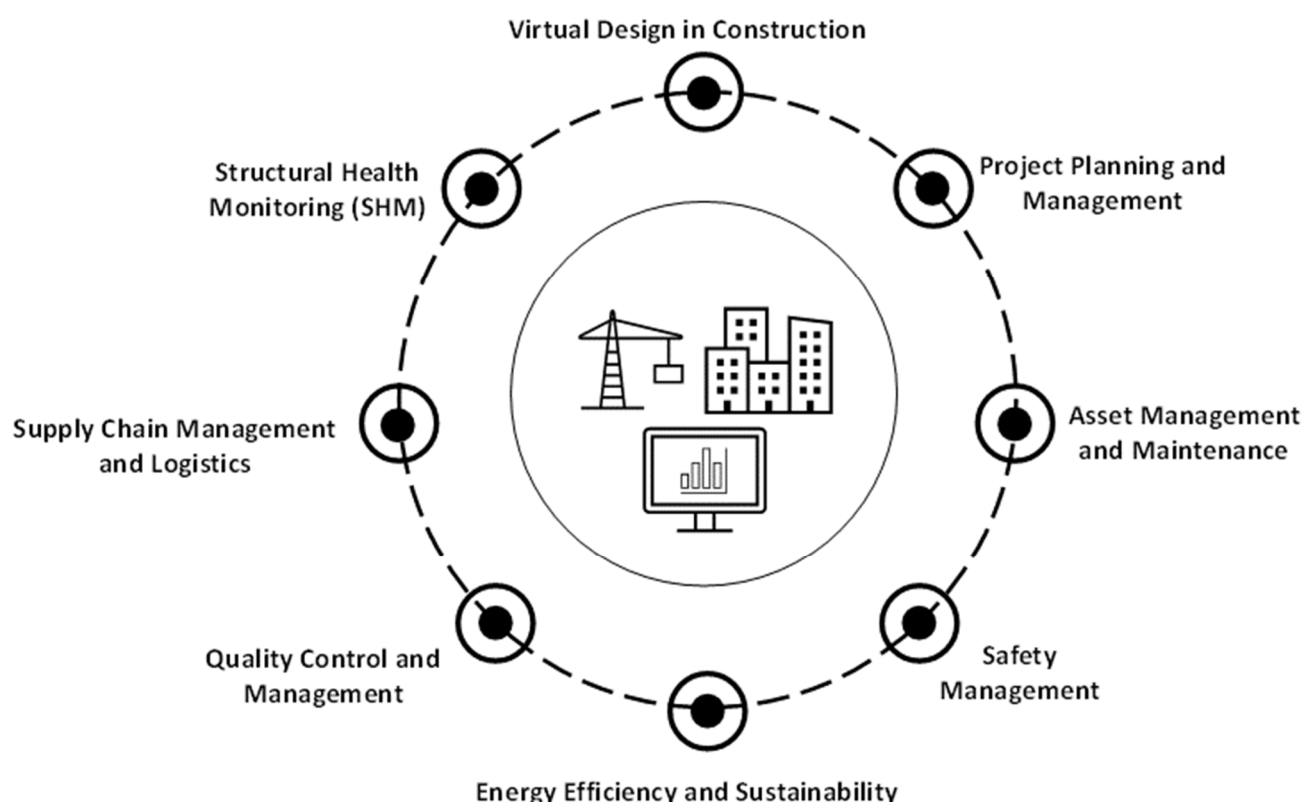 Virtual Design in Construction
Project Planning and
Management
Asset Management
and Maintenance
Safety
Management
Energy Efficiency and Sustainability
Quality Control and
Management
Supply Chain Management
and Logistics
Structural Health
Monitoring (SHM)